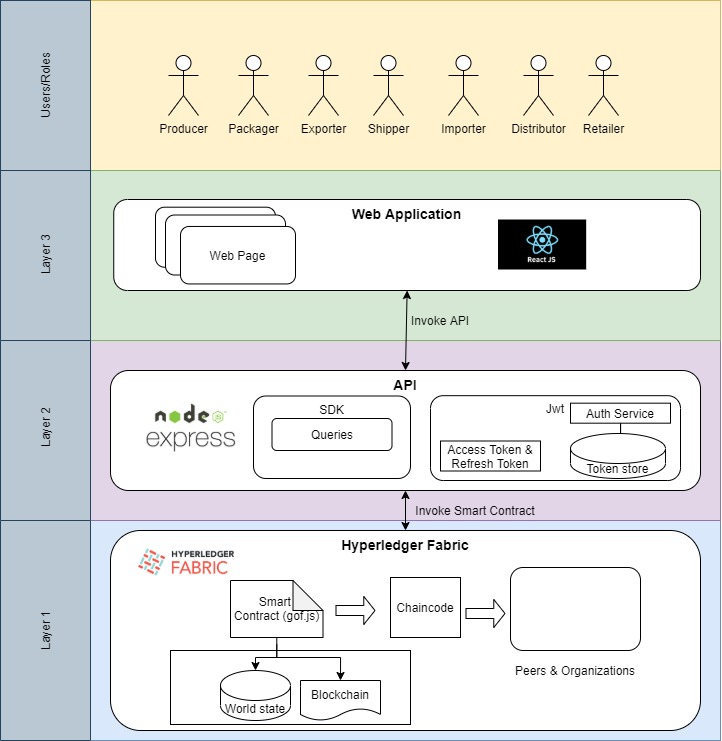 Users/Roles
Producer
Packager
Exporter
Shipper
Importer
Distributor
Retailer
Layer 3
Web Application
Web Page
React JS
Invoke API
Layer 2
API
node
JS
express
SDK
Queries
Jwt
Auth Service
Access Token &
Refresh Token
Token store
Invoke Smart Contract
Layer 1
Hyperledger Fabric
HYPERLEDGER
FABRIC
Smart
Contract (gof.js)
Chaincode
World state
Blockchain
Peers & Organizations